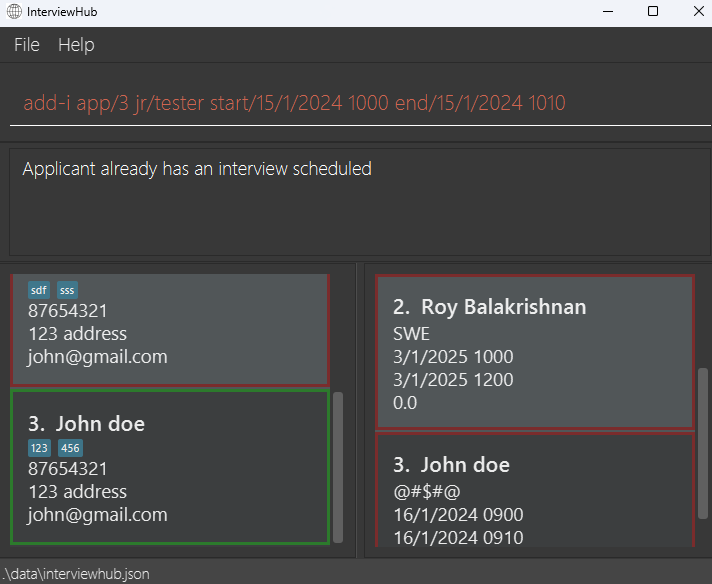 InterviewHub
File Help
add-i app/3 jr/tester start/15/1/2024 1000 end/15/1/2024 1010
Applicant already has an interview scheduled
sdf sss
87654321
123 address
john@gmail.com
3. John doe
123 456
87654321
123 address
john@gmail.com
2. Roy Balakrishnan
SWE
3/1/2025 1000
3/1/2025 1200
0.0
3. John doe
@#$#@
16/1/2024 0900
16/1/2024 0910
.\data\interviewhub.json